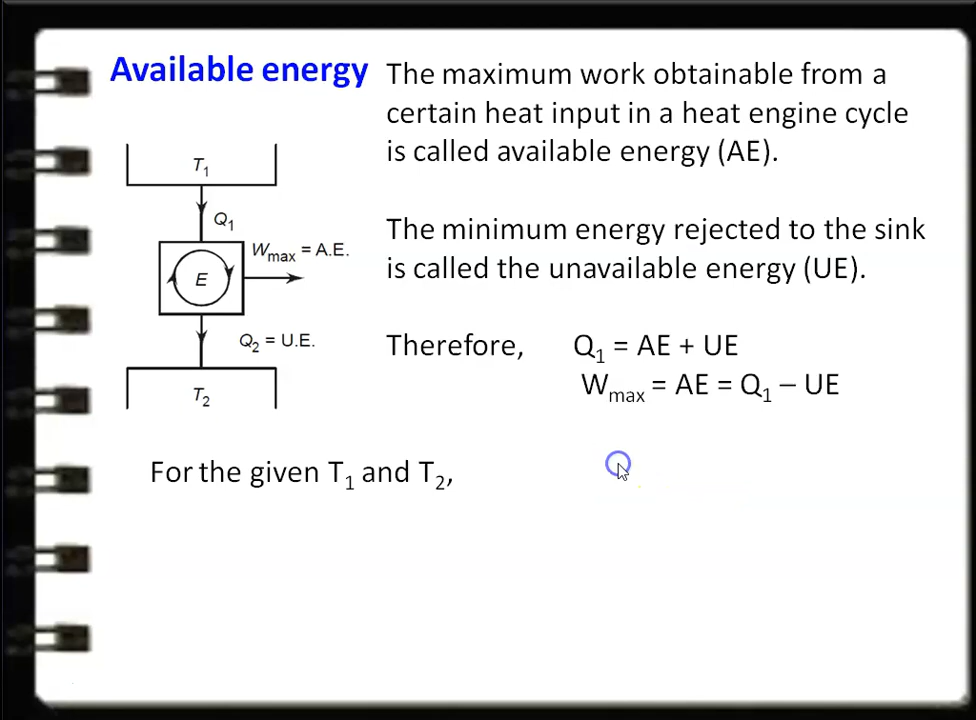 Available energy
The maximum work obtainable from a
certain heat input in a heat engine cycle
is called available energy (AE).
T₁
Q₁
Wmax = A.E.
E
Q₂ = U.E.
T₂
The minimum energy rejected to the sink
is called the unavailable energy (UE).
Therefore, Q₁ = AE + UE
Wmax = AE = Q₁ – UE
For the given T₁ and T₂,